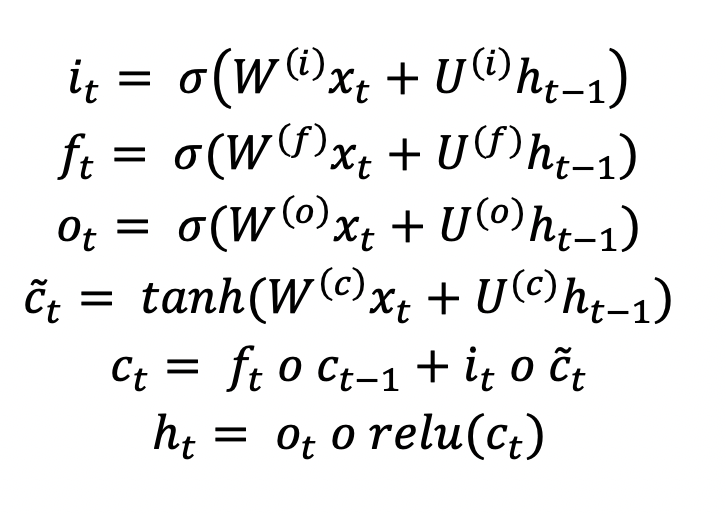 i_t = σ(W^(i)x_t + U^(i)h_{t−1})
f_t = σ(W^(f)x_t + U^(f)h_{t−1})
o_t = σ(W^(o)x_t + U^(o)h_{t−1})
c̃_t = tanh(W^(c)x_t + U^(c)h_{t−1})
c_t = f_t o c_{t−1} + i_t o c̃_t
h_t = o_t o relu(c_t)